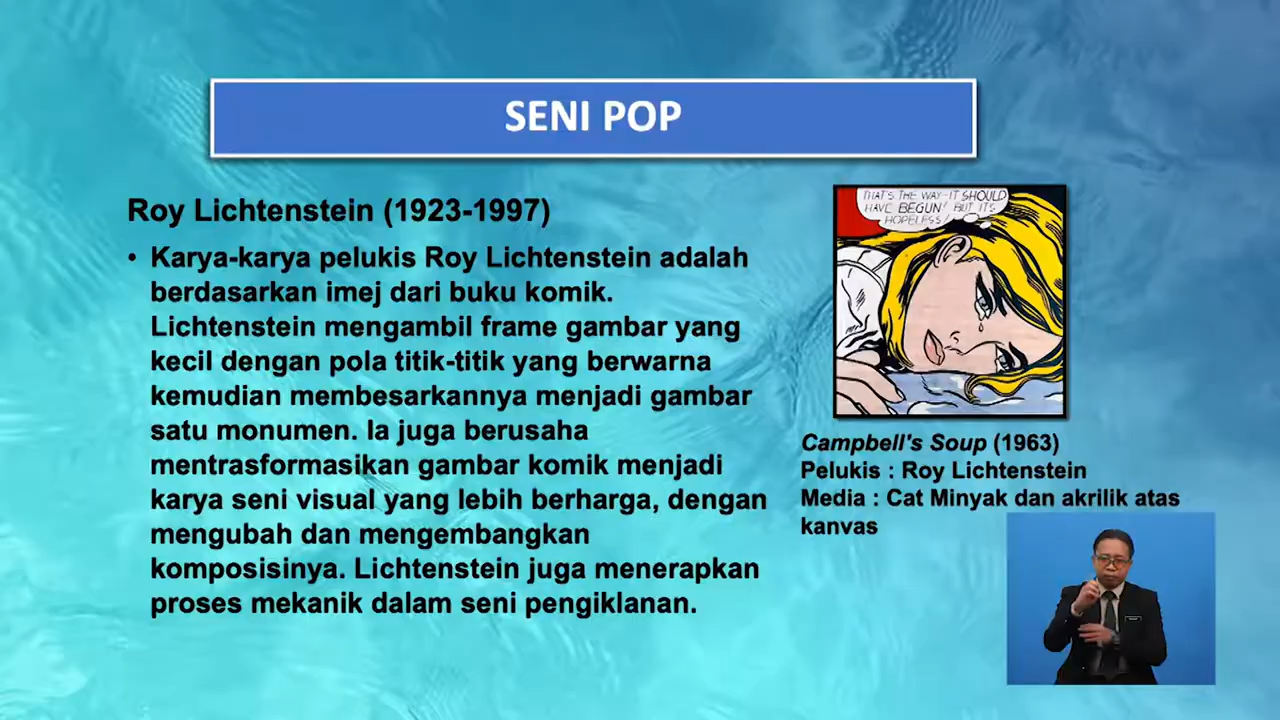 SENI POP
Roy Lichtenstein (1923-1997)
• Karya-karya pelukis Roy Lichtenstein adalah
berdasarkan imej dari buku komik.
Lichtenstein mengambil frame gambar yang
kecil dengan pola titik-titik yang berwarna
kemudian membesarkannya menjadi gambar
satu monumen. Ia juga berusaha
mentrasformasikan gambar komik menjadi
karya seni visual yang lebih berharga, dengan
mengubah dan mengembangkan
komposisinya. Lichtenstein juga menerapkan
proses mekanik dalam seni pengiklanan.
THAT'S THE WAY-IT SHOULD
HAVE BEGUN! BUT IT'S
HOPELESS!
Campbell's Soup (1963)
Pelukis : Roy Lichtenstein
Media : Cat Minyak dan akrilik atas
kanvas